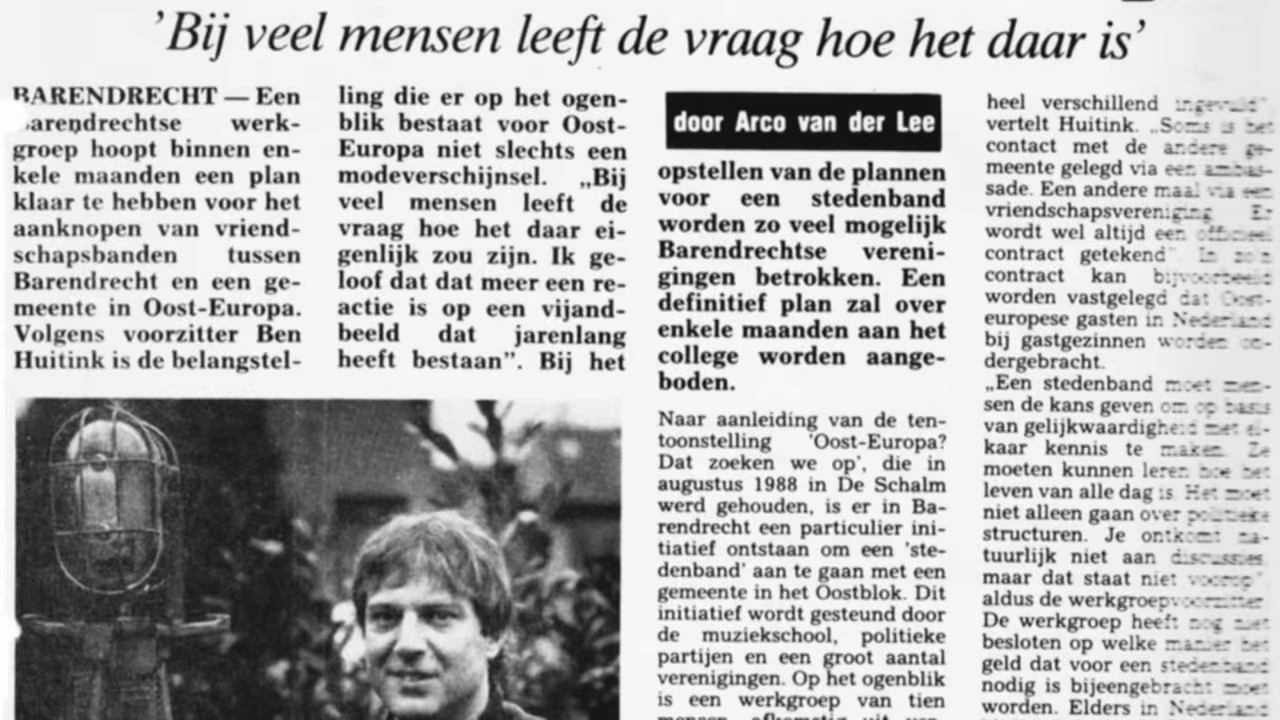 'Bij veel mensen leeft de vraag hoe het daar is'
BARENDRECHT — Een
Barendrechtse werk-
groep hoopt binnen en-
kele maanden een plan
klaar te hebben voor het
aanknopen van vriend-
schapsbanden tussen
Barendrecht en een ge-
meente in Oost-Europa.
Volgens voorzitter Ben
Huitink is de belangstel-
ling die er op het ogen-
blik bestaat voor Oost-
Europa niet slechts een
modeverschijnsel. „Bij
veel mensen leeft de
vraag hoe het daar ei-
genlijk zou zijn. Ik ge-
loof dat dat meer een re-
actie is op een vijand-
beeld dat jarenlang
heeft bestaan”. Bij het
door Arco van der Lee
opstellen van de plannen
voor een stedenband
worden zo veel mogelijk
Barendrechtse vereni-
gingen betrokken. Een
definitief plan zal over
enkele maanden aan het
college worden aange-
boden.
Naar aanleiding van de ten-
toonstelling 'Oost-Europa?
Dat zoeken we op', die in
augustus 1988 in De Schalm
werd gehouden, is er in Ba-
rendrecht een particulier ini-
tiatief ontstaan om een 'ste-
denband' aan te gaan met een
gemeente in het Oostblok. Dit
initiatief wordt gesteund door
de muziekschool, politieke
partijen en een groot aantal
verenigingen. Op het ogenblik
is een werkgroep van tien
heel verschillend ingevuld”
vertelt Huitink. „Soms is het
contact met de andere ge-
meente gelegd via een ambas-
sade. Een andere maal via een
vriendschapsvereniging. Er
wordt wel altijd een officieel
contract getekend”. In zo'n
contract kan bijvoorbeeld
worden vastgelegd dat Oost-
europese gasten in Nederland
bij gastgezinnen worden on-
dergebracht.
„Een stedenband moet men-
sen de kans geven om op basis
van gelijkwaardigheid met el-
kaar kennis te maken. Ze
moeten kunnen leren hoe het
leven van alle dag is. Het moet
niet alleen gaan over politieke
structuren. Je ontkomt na-
tuurlijk niet aan discussies
maar dat staat niet voorop”
aldus de werkgroepvoorzitter.
De werkgroep heeft nog niet
besloten op welke manier het
geld dat voor een stedenband
nodig is bijeengebracht moet
worden. Elders in Nederland